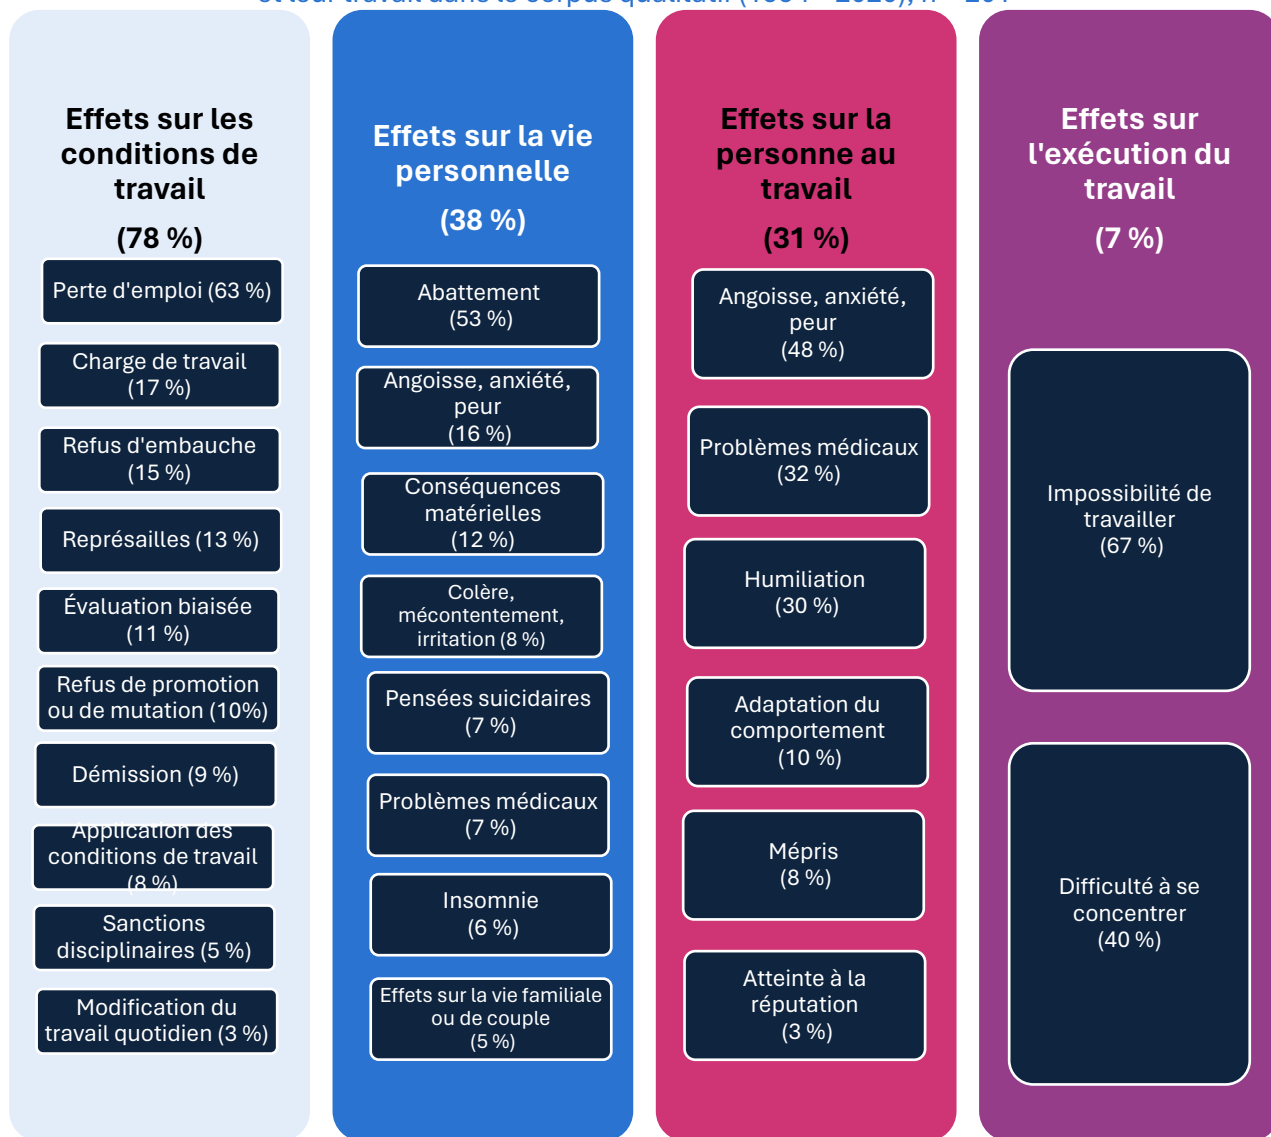 Effets sur les
conditions de
travail
(78 %)
Perte d'emploi (63 %)
Charge de travail
(17 %)
Refus d'embauche
(15 %)
Représailles (13 %)
Évaluation biaisée
(11 %)
Refus de promotion
ou de mutation (10%)
Démission (9 %)
Application des
conditions de travail
(8 %)
Sanctions
disciplinaires (5 %)
Modification du
travail quotidien (3 %)
Effets sur la vie
personnelle
(38 %)
Abattement
(53 %)
Angoisse, anxiété,
peur
(16 %)
Conséquences
matérielles
(12 %)
Colère,
mécontentement,
irritation (8 %)
Pensées suicidaires
(7 %)
Problèmes médicaux
(7 %)
Insomnie
(6 %)
Effets sur la vie familiale
ou de couple
(5 %)
Effets sur la
personne au
travail
(31 %)
Angoisse, anxiété,
peur
(48 %)
Problèmes médicaux
(32 %)
Humiliation
(30 %)
Adaptation du
comportement
(10 %)
Mépris
(8 %)
Atteinte à la
réputation
(3 %)
Effets sur
l'exécution du
travail
(7 %)
Impossibilité de
travailler
(67 %)
Difficulté à se
concentrer
(40 %)